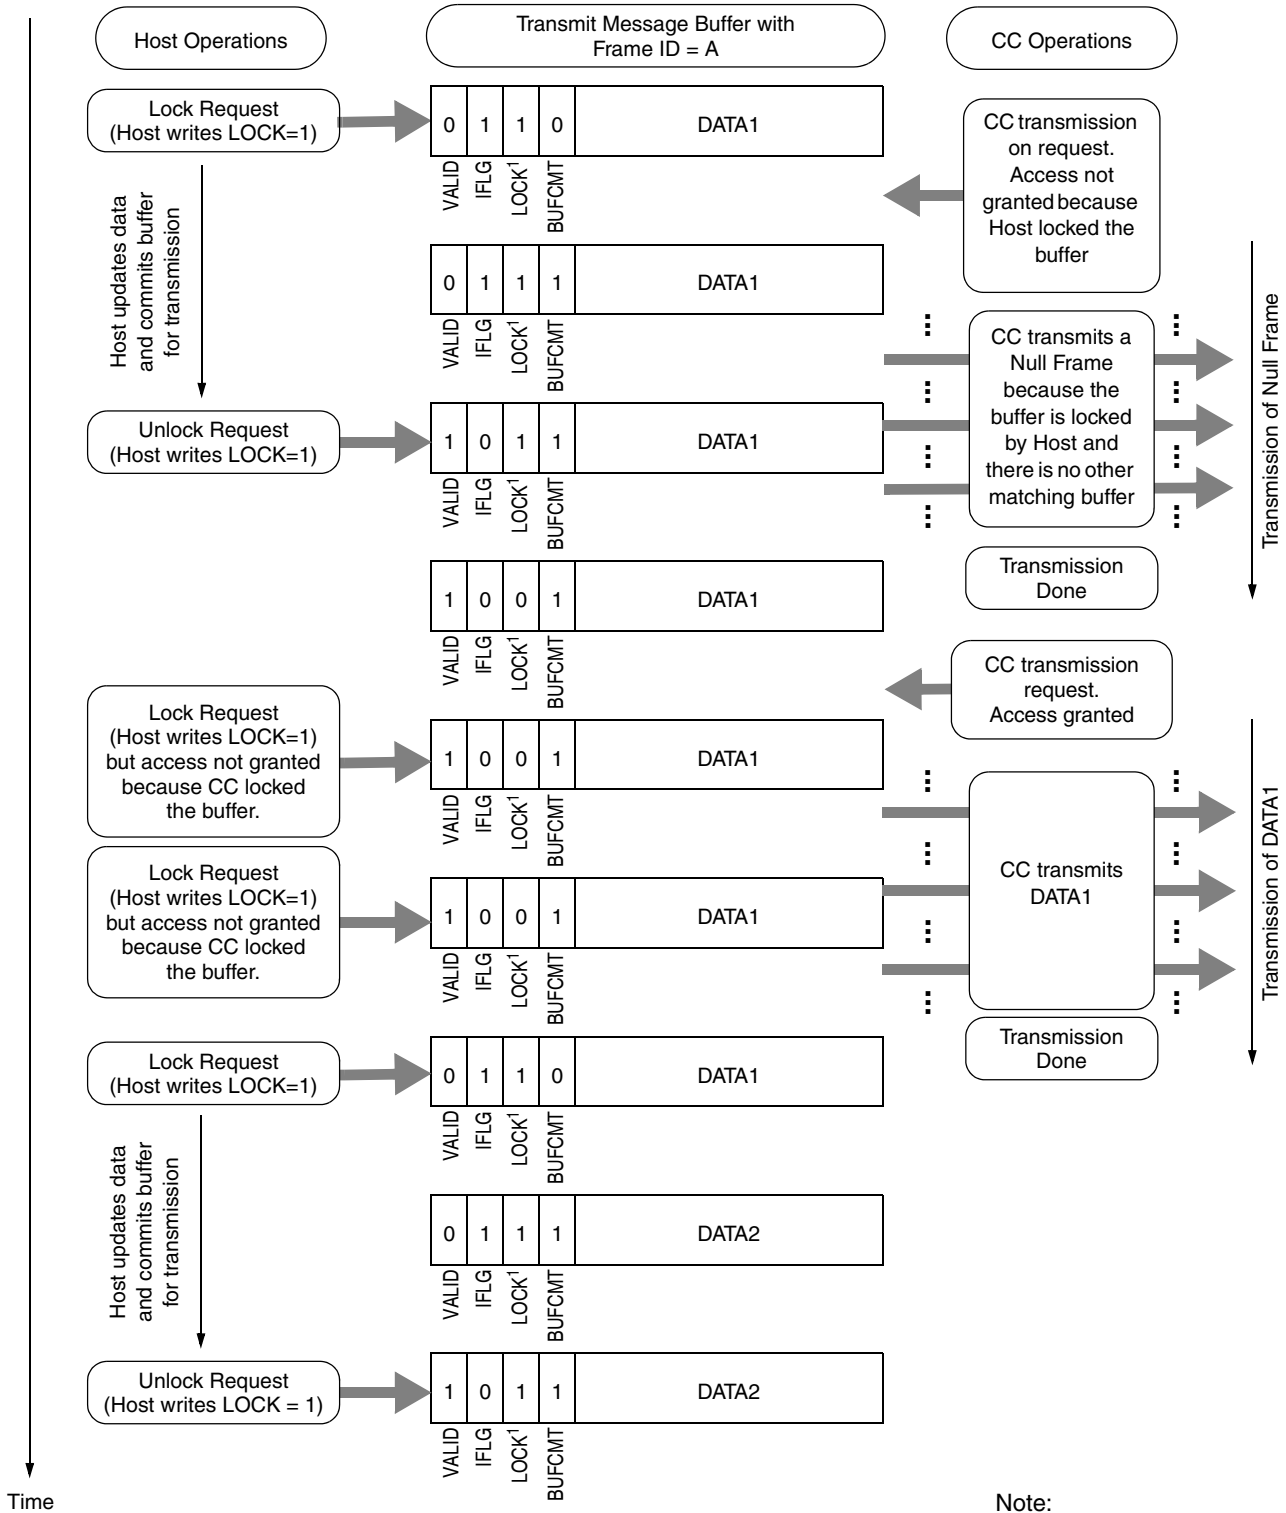 Host Operations
Transmit Message Buffer with
Frame ID = A
CC Operations
Lock Request
(Host writes LOCK=1)
0 1 1 0 DATA1
VALID IFLG LOCK¹ BUFCMT
CC transmission
on request.
Access not
granted because
Host locked the
buffer
Host updates data
and commits buffer
for transmission
0 1 1 1 DATA1
VALID IFLG LOCK¹ BUFCMT
CC transmits a
Null Frame
because the
buffer is locked
by Host and
there is no other
matching buffer
Transmission of Null Frame
Unlock Request
(Host writes LOCK=1)
1 0 1 1 DATA1
VALID IFLG LOCK¹ BUFCMT
Transmission
Done
1 0 0 1 DATA1
VALID IFLG LOCK¹ BUFCMT
CC transmission
request.
Access granted
Lock Request
(Host writes LOCK=1)
but access not granted
because CC locked
the buffer.
1 0 0 1 DATA1
VALID IFLG LOCK¹ BUFCMT
CC transmits
DATA1
Transmission of DATA1
Lock Request
(Host writes LOCK=1)
but access not granted
because CC locked
the buffer.
1 0 0 1 DATA1
VALID IFLG LOCK¹ BUFCMT
Transmission
Done
Lock Request
(Host writes LOCK=1)
0 1 1 0 DATA1
VALID IFLG LOCK¹ BUFCMT
Host updates data
and commits buffer
for transmission
0 1 1 1 DATA2
VALID IFLG LOCK¹ BUFCMT
Unlock Request
(Host writes LOCK = 1)
1 0 1 1 DATA2
VALID IFLG LOCK¹ BUFCMT
Time
Note: